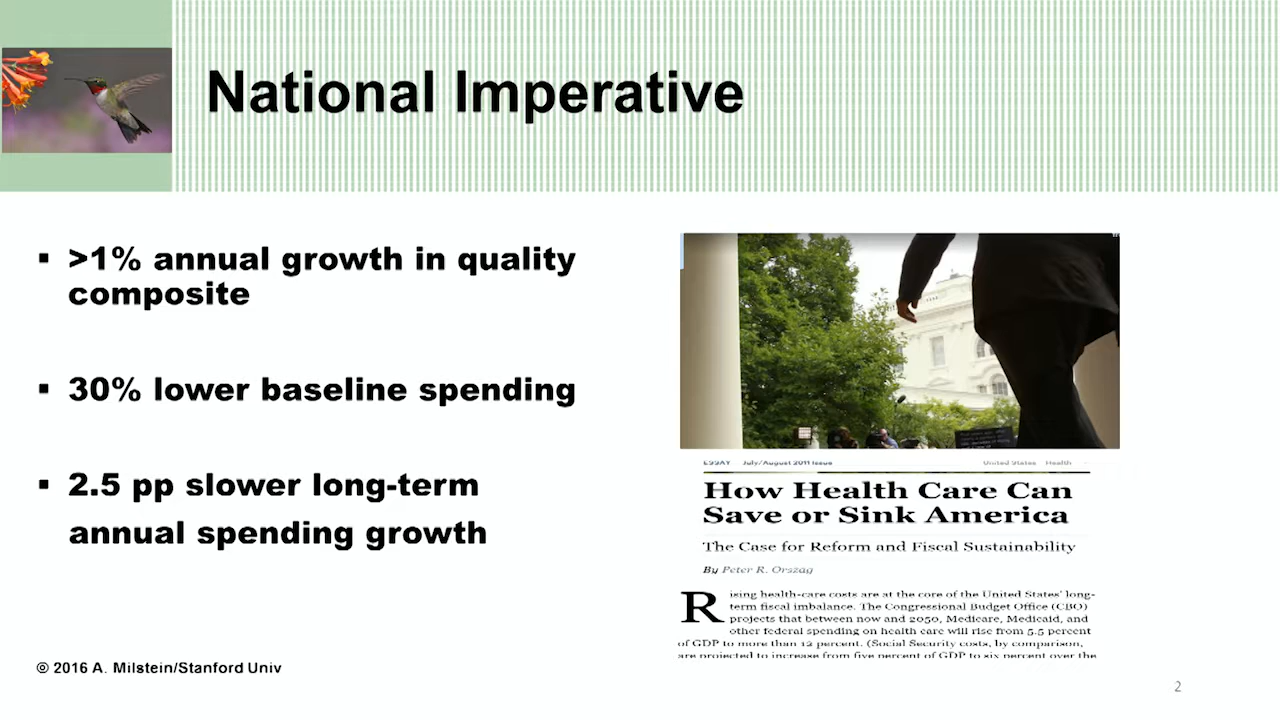 National Imperative
▪ >1% annual growth in quality
composite
▪ 30% lower baseline spending
▪ 2.5 pp slower long-term
annual spending growth
ESSAY July/August 2011 Issue United States Health
How Health Care Can
Save or Sink America
The Case for Reform and Fiscal Sustainability
By Peter R. Orszag
Rising health-care costs are at the core of the United States' long-
term fiscal imbalance. The Congressional Budget Office (CBO)
projects that between now and 2050, Medicare, Medicaid, and
other federal spending on health care will rise from 5.5 percent
of GDP to more than 12 percent. (Social Security costs, by comparison,
are projected to increase from five percent of GDP to six percent over the
© 2016 A. Milstein/Stanford Univ
2